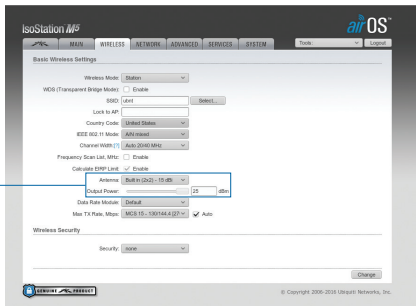 IsoStation™M5
airOS™
MAIN WIRELESS NETWORK ADVANCED SERVICES SYSTEM Tools: Logout
Basic Wireless Settings
Wireless Mode: Station
WDS (Transparent Bridge Mode): Enable
SSID: ubnt Select...
Lock to AP:
Country Code: United States
IEEE 802.11 Mode: A/N mixed
Channel Width:[?] Auto 20/40 MHz
Frequency Scan List, MHz: Enable
Calculate EIRP Limit: Enable
Antenna: Built in (2x2) - 15 dBi
Output Power: 25 dBm
Data Rate Module: Default
Max TX Rate, Mbps: MCS 15 - 130/144.4 [27 Auto
Wireless Security
Security: none
Change
GENUINE PRODUCT
© Copyright 2006-2016 Ubiquiti Networks, Inc.